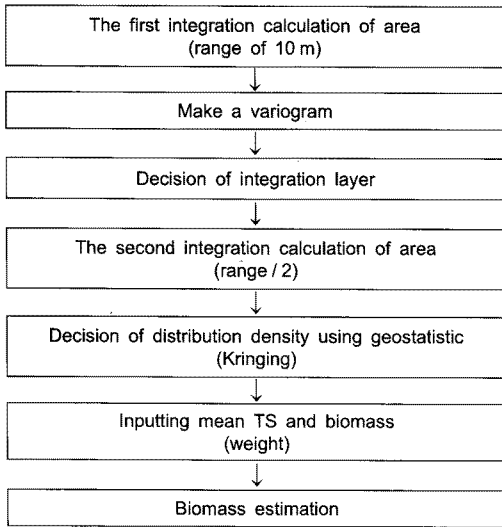 The first integration calculation of area
(range of 10 m)
Make a variogram
Decision of integration layer
The second integration calculation of area
(range / 2)
Decision of distribution density using geostatistic
(Kringing)
Inputting mean TS and biomass
(weight)
Biomass estimation